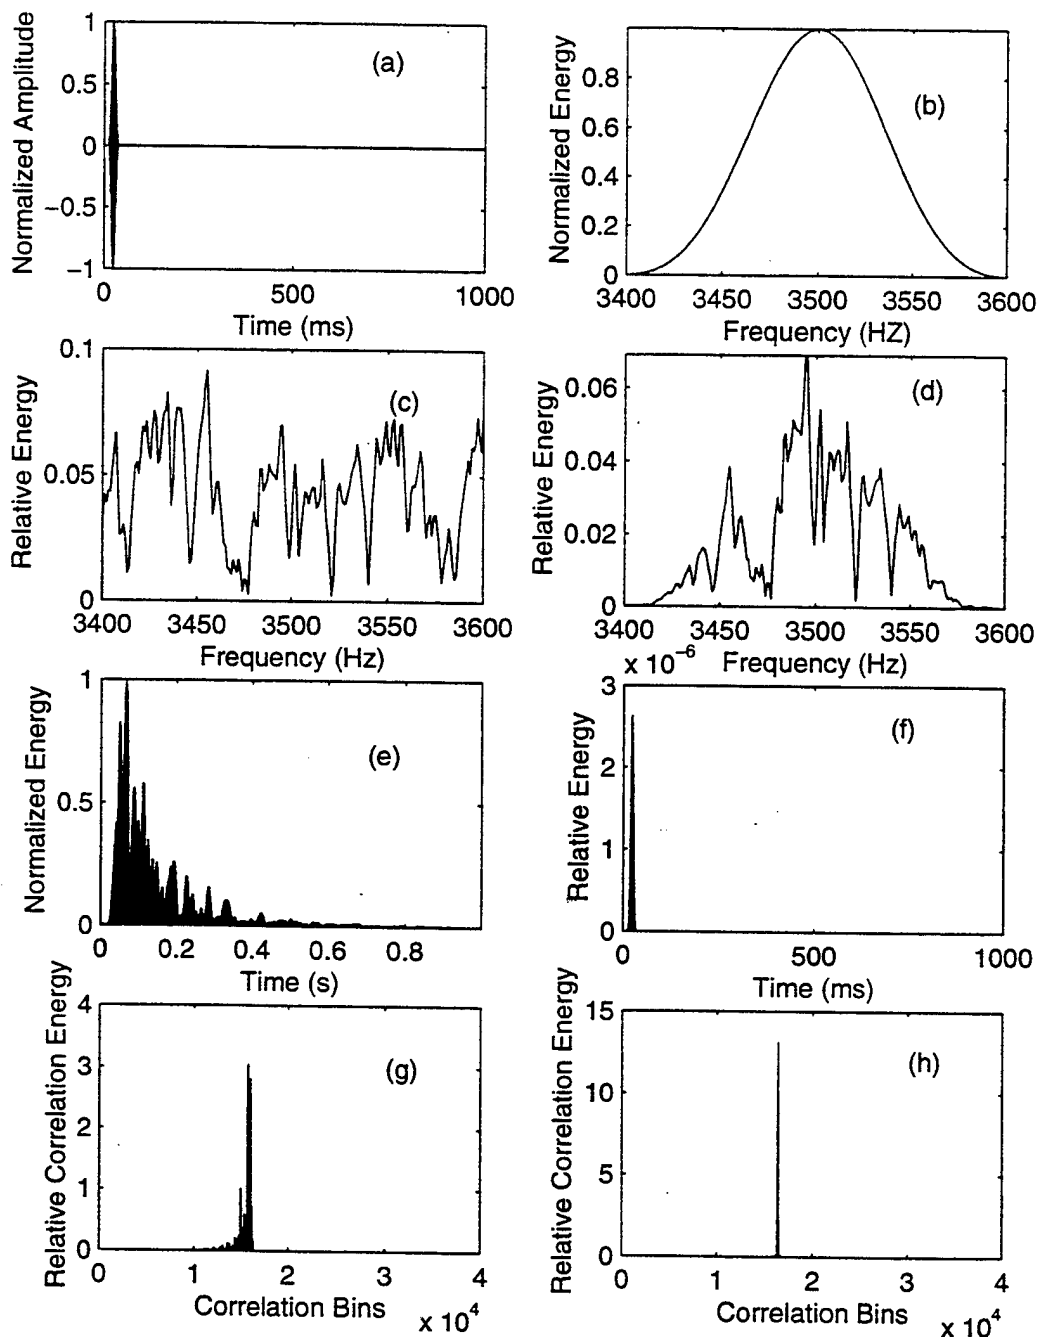 Normalized Amplitude
1
0.5
0
−0.5
−1
(a)
0 500 1000
Time (ms)
Normalized Energy
0.8
0.6
0.4
0.2
0
(b)
3400 3450 3500 3550 3600
Frequency (HZ)
Relative Energy
0.1
0.05
0
(c)
3400 3450 3500 3550 3600
Frequency (Hz)
Relative Energy
0.06
0.04
0.02
0
(d)
3400 3450 3500 3550 3600
Frequency (Hz)
Normalized Energy
1
0.5
0
(e)
0 0.2 0.4 0.6 0.8
Time (s)
x 10⁻⁶
Relative Energy
3
2
1
0
(f)
0 500 1000
Time (ms)
Relative Correlation Energy
4
3
2
1
0
(g)
0 1 2 3 4
Correlation Bins
x 10⁴
Relative Correlation Energy
15
10
5
0
(h)
0 1 2 3 4
Correlation Bins
x 10⁴